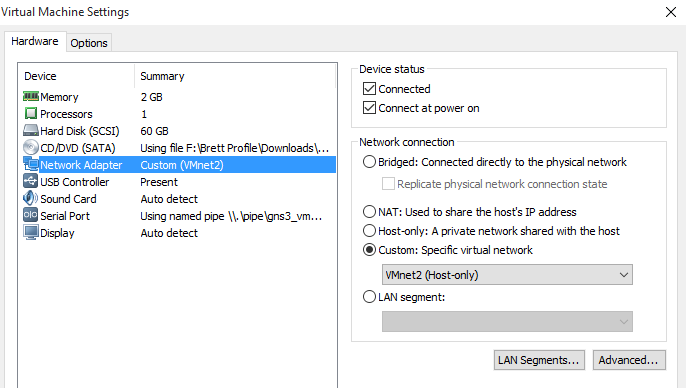 Virtual Machine Settings
Hardware
Options
Device Summary
Memory 2 GB
Processors 1
Hard Disk (SCSI) 60 GB
CD/DVD (SATA) Using file F:\Brett Profile\Downloads\...
Network Adapter Custom (VMnet2)
USB Controller Present
Sound Card Auto detect
Serial Port Using named pipe \\.\pipe\gns3_vm...
Display Auto detect
Device status
Connected
Connect at power on
Network connection
Bridged: Connected directly to the physical network
Replicate physical network connection state
NAT: Used to share the host's IP address
Host-only: A private network shared with the host
Custom: Specific virtual network
VMnet2 (Host-only)
LAN segment:
LAN Segments... Advanced...